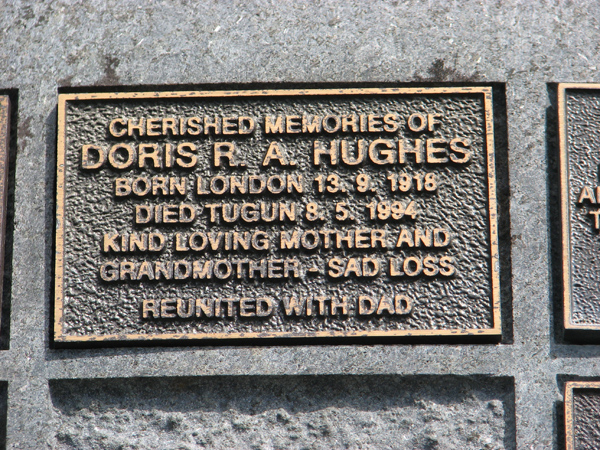 CHERISHED MEMORIES OF
DORIS R. A. HUGHES
BORN LONDON 13. 9. 1918
DIED TUGUN 8. 5. 1994
KIND LOVING MOTHER AND
GRANDMOTHER - SAD LOSS
REUNITED WITH DAD